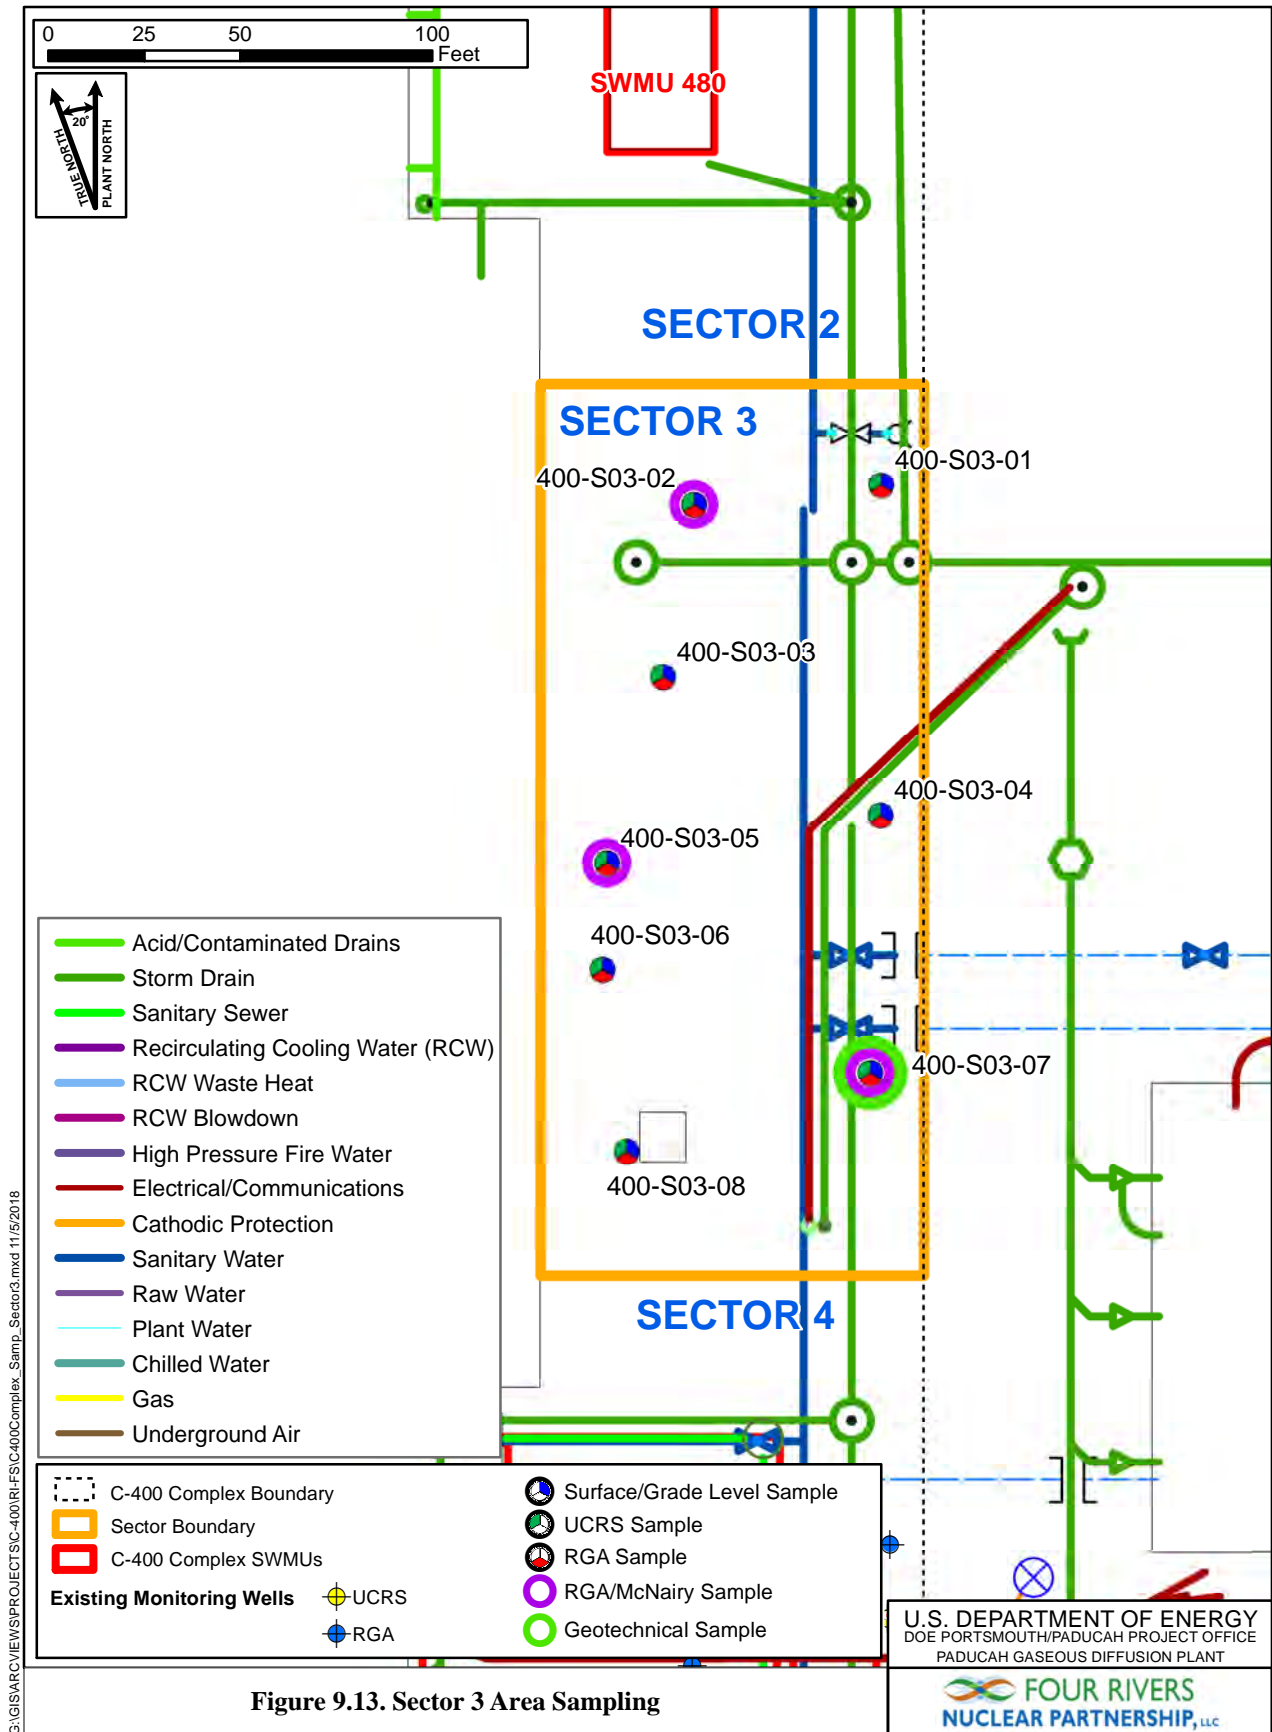 0 25 50 100
Feet
20°
TRUE NORTH
PLANT NORTH
SWMU 480
SECTOR 2
SECTOR 3
400-S03-01
400-S03-02
400-S03-03
400-S03-04
400-S03-05
400-S03-06
400-S03-07
400-S03-08
SECTOR 4
Acid/Contaminated Drains
Storm Drain
Sanitary Sewer
Recirculating Cooling Water (RCW)
RCW Waste Heat
RCW Blowdown
High Pressure Fire Water
Electrical/Communications
Cathodic Protection
Sanitary Water
Raw Water
Plant Water
Chilled Water
Gas
Underground Air
C-400 Complex Boundary
Sector Boundary
C-400 Complex SWMUs
Existing Monitoring Wells
UCRS
RGA
Surface/Grade Level Sample
UCRS Sample
RGA Sample
RGA/McNairy Sample
Geotechnical Sample
U.S. DEPARTMENT OF ENERGY
DOE PORTSMOUTH/PADUCAH PROJECT OFFICE
PADUCAH GASEOUS DIFFUSION PLANT
FOUR RIVERS
NUCLEAR PARTNERSHIP, LLC
Figure 9.13. Sector 3 Area Sampling
G:\GIS\ARCVIEWS\PROJECTS\C-400\RI-FS\C400Complex_Samp_Sector3.mxd 11/5/2018